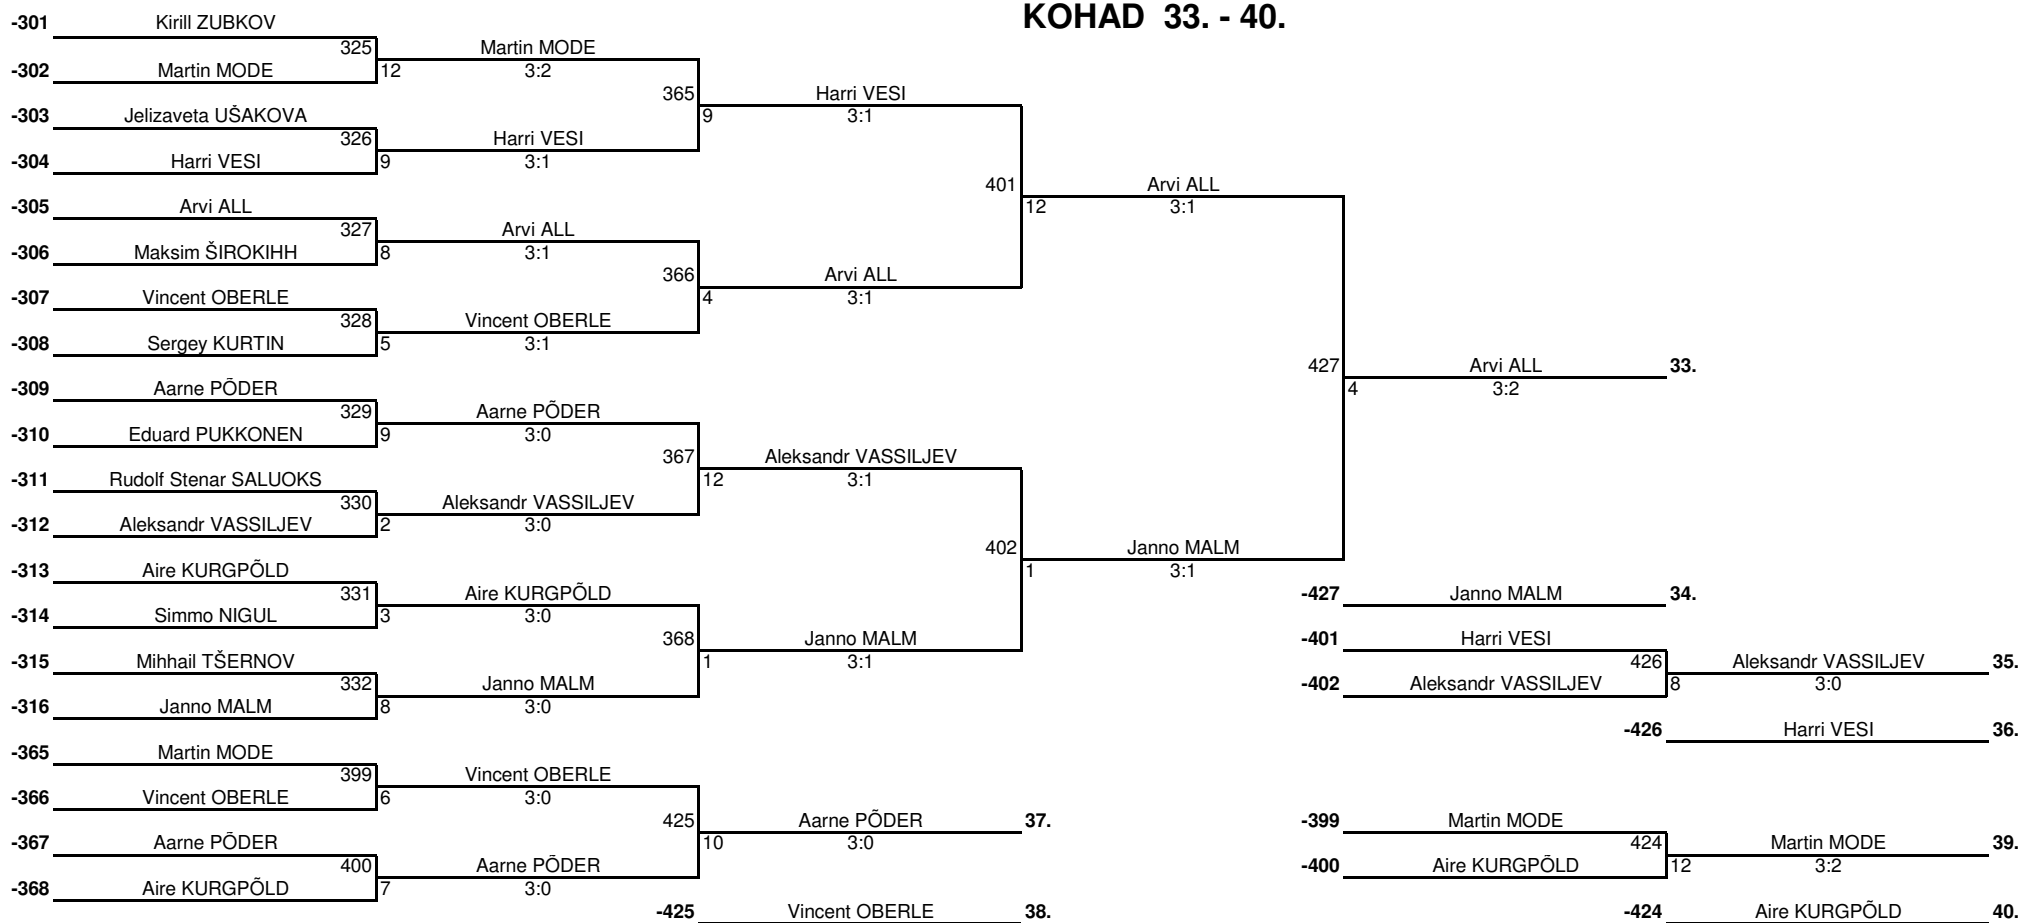 KOHAD 33. - 40.
-301 Kirill ZUBKOV
325 Martin MODE
-302 Martin MODE 12 3:2
365 Harri VESI
-303 Jelizaveta UŠAKOVA 9 3:1
326 Harri VESI
-304 Harri VESI 9 3:1
401 Arvi ALL
-305 Arvi ALL 12 3:1
327 Arvi ALL
-306 Maksim ŠIROKIHH 8 3:1
366 Arvi ALL
-307 Vincent OBERLE 4 3:1
328 Vincent OBERLE
-308 Sergey KURTIN 5 3:1
427 Arvi ALL 33.
-309 Aarne PÕDER 4 3:2
329 Aarne PÕDER
-310 Eduard PUKKONEN 9 3:0
367 Aleksandr VASSILJEV
-311 Rudolf Stenar SALUOKS 12 3:1
330 Aleksandr VASSILJEV
-312 Aleksandr VASSILJEV 2 3:0
402 Janno MALM
-313 Aire KURGPÕLD 1 3:1
331 Aire KURGPÕLD -427 Janno MALM 34.
-314 Simmo NIGUL 3 3:0
368 Janno MALM -401 Harri VESI
-315 Mihhail TŠERNOV 1 3:1 426 Aleksandr VASSILJEV 35.
332 Janno MALM -402 Aleksandr VASSILJEV 8 3:0
-316 Janno MALM 8 3:0
-426 Harri VESI 36.
-365 Martin MODE
399 Vincent OBERLE
-366 Vincent OBERLE 6 3:0
425 Aarne PÕDER 37. -399 Martin MODE
-367 Aarne PÕDER 10 3:0 424 Martin MODE 39.
400 Aarne PÕDER -400 Aire KURGPÕLD 12 3:2
-368 Aire KURGPÕLD 7 3:0
-425 Vincent OBERLE 38. -424 Aire KURGPÕLD 40.